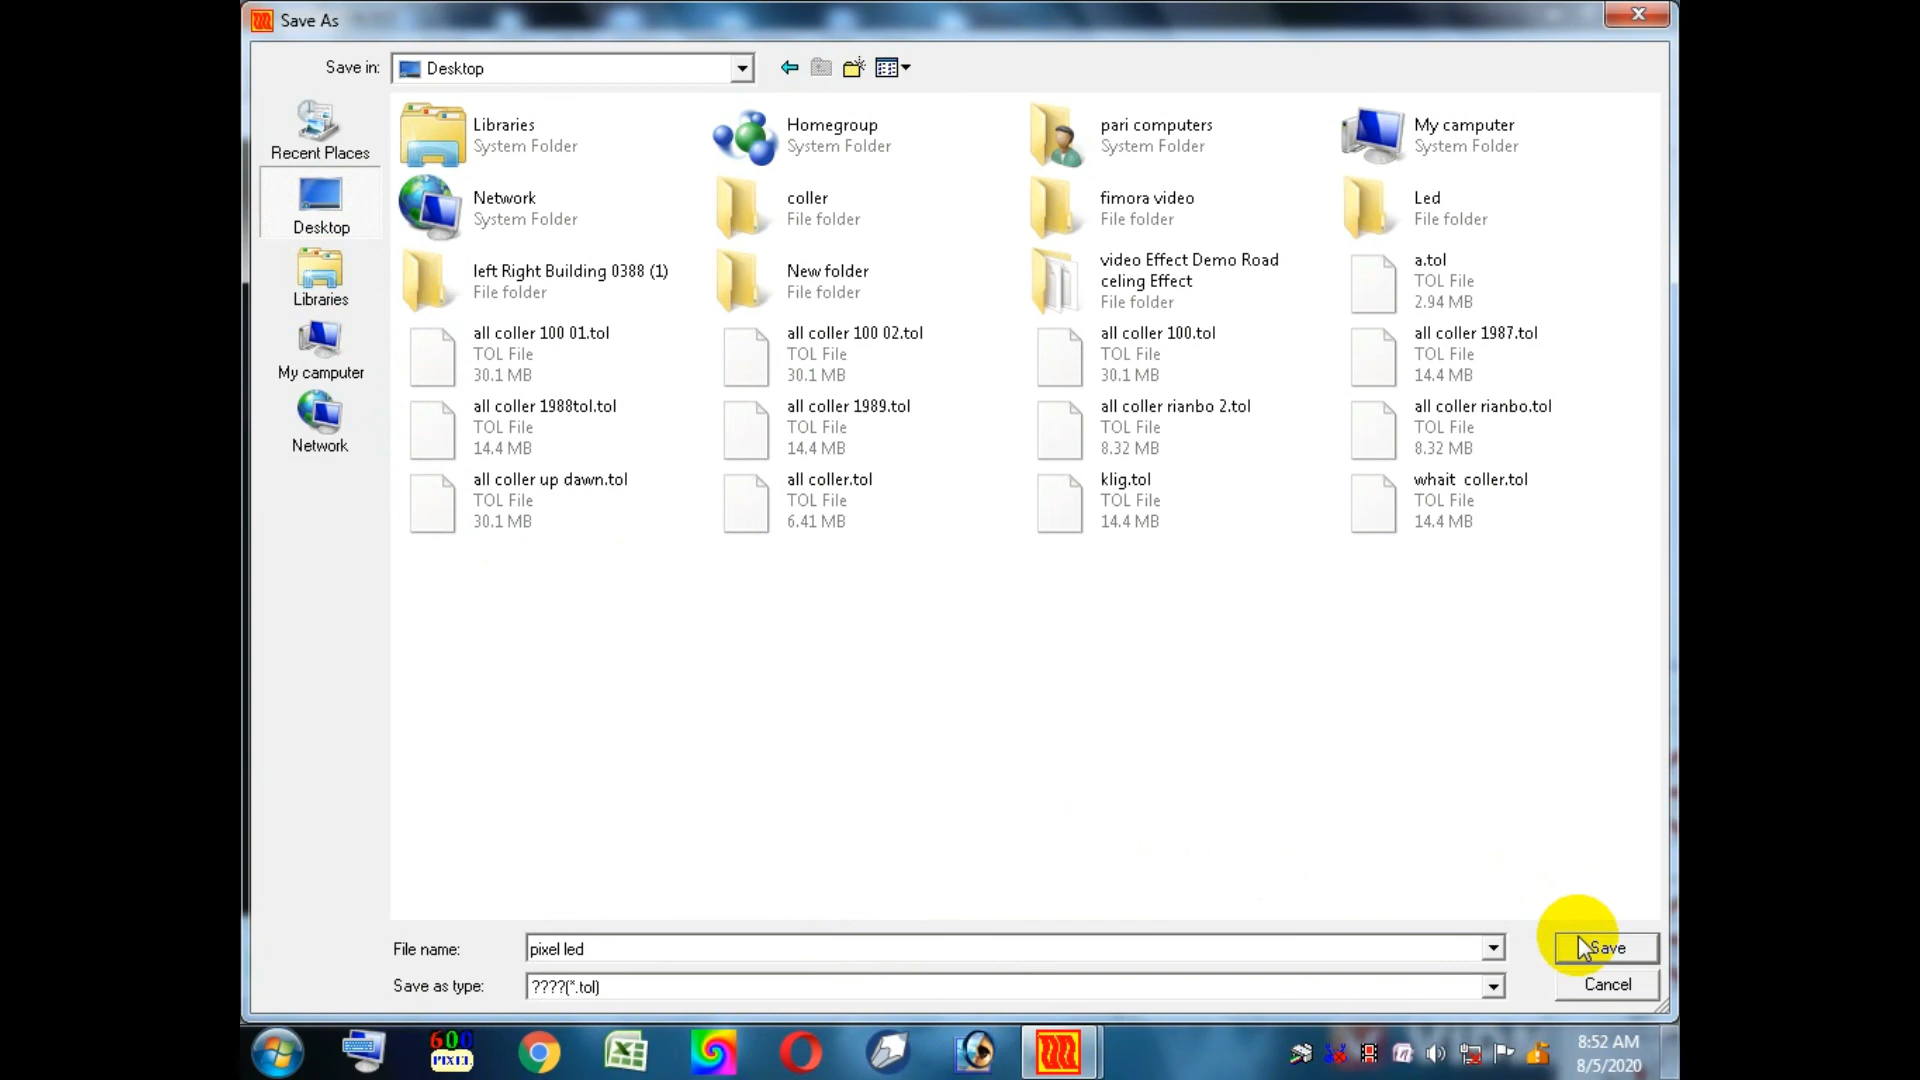 Save As
Save in:
Desktop
Recent Places
Desktop
Libraries
My camputer
Network
Libraries
System Folder
Homegroup
System Folder
pari computers
System Folder
My camputer
System Folder
Network
System Folder
coller
File folder
fimora video
File folder
Led
File folder
left Right Building 0388 (1)
File folder
New folder
File folder
video Effect Demo Road
celing Effect
File folder
a.tol
TOL File
2.94 MB
all coller 100 01.tol
TOL File
30.1 MB
all coller 100 02.tol
TOL File
30.1 MB
all coller 100.tol
TOL File
30.1 MB
all coller 1987.tol
TOL File
14.4 MB
all coller 1988tol.tol
TOL File
14.4 MB
all coller 1989.tol
TOL File
14.4 MB
all coller rianbo 2.tol
TOL File
8.32 MB
all coller rianbo.tol
TOL File
8.32 MB
all coller up dawn.tol
TOL File
30.1 MB
all coller.tol
TOL File
6.41 MB
klig.tol
TOL File
14.4 MB
whait  coller.tol
TOL File
14.4 MB
File name:
pixel led
Save
Save as type:
????(*.tol)
Cancel
600
PIXEL
8:52 AM
8/5/2020